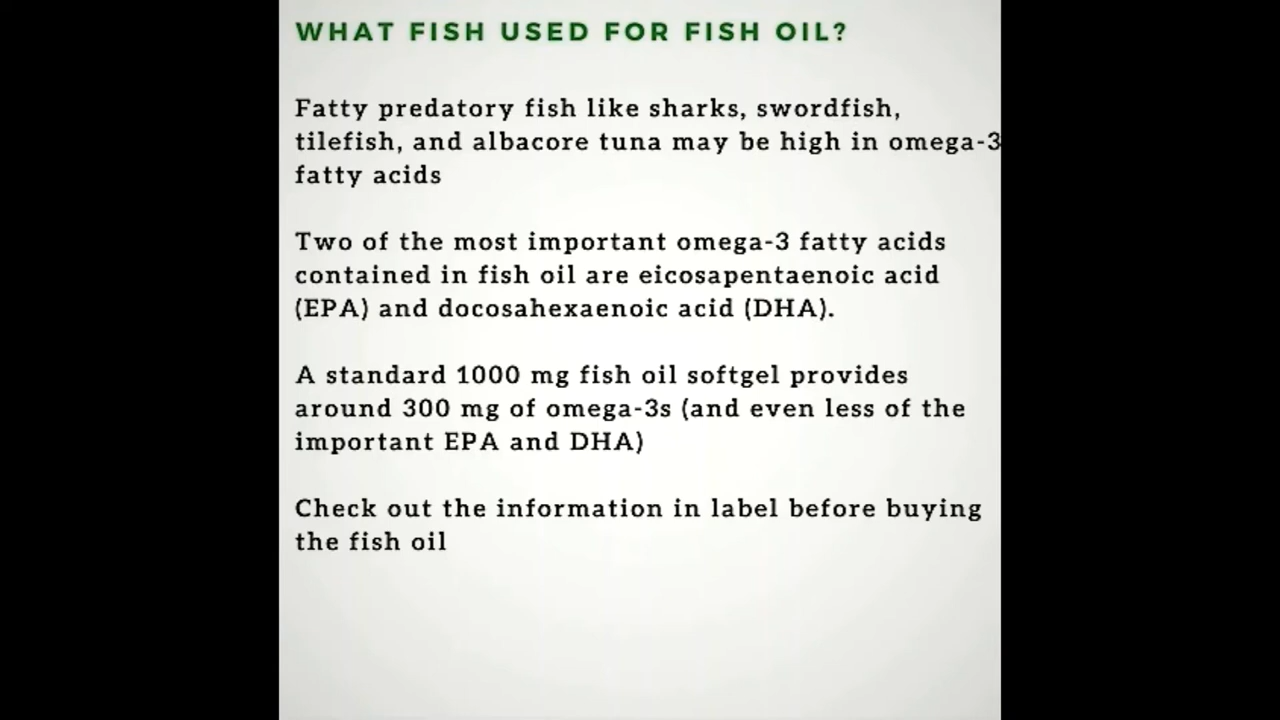 WHAT FISH USED FOR FISH OIL?
Fatty predatory fish like sharks, swordfish,
tilefish, and albacore tuna may be high in omega-3
fatty acids
Two of the most important omega-3 fatty acids
contained in fish oil are eicosapentaenoic acid
(EPA) and docosahexaenoic acid (DHA).
A standard 1000 mg fish oil softgel provides
around 300 mg of omega-3s (and even less of the
important EPA and DHA)
Check out the information in label before buying
the fish oil